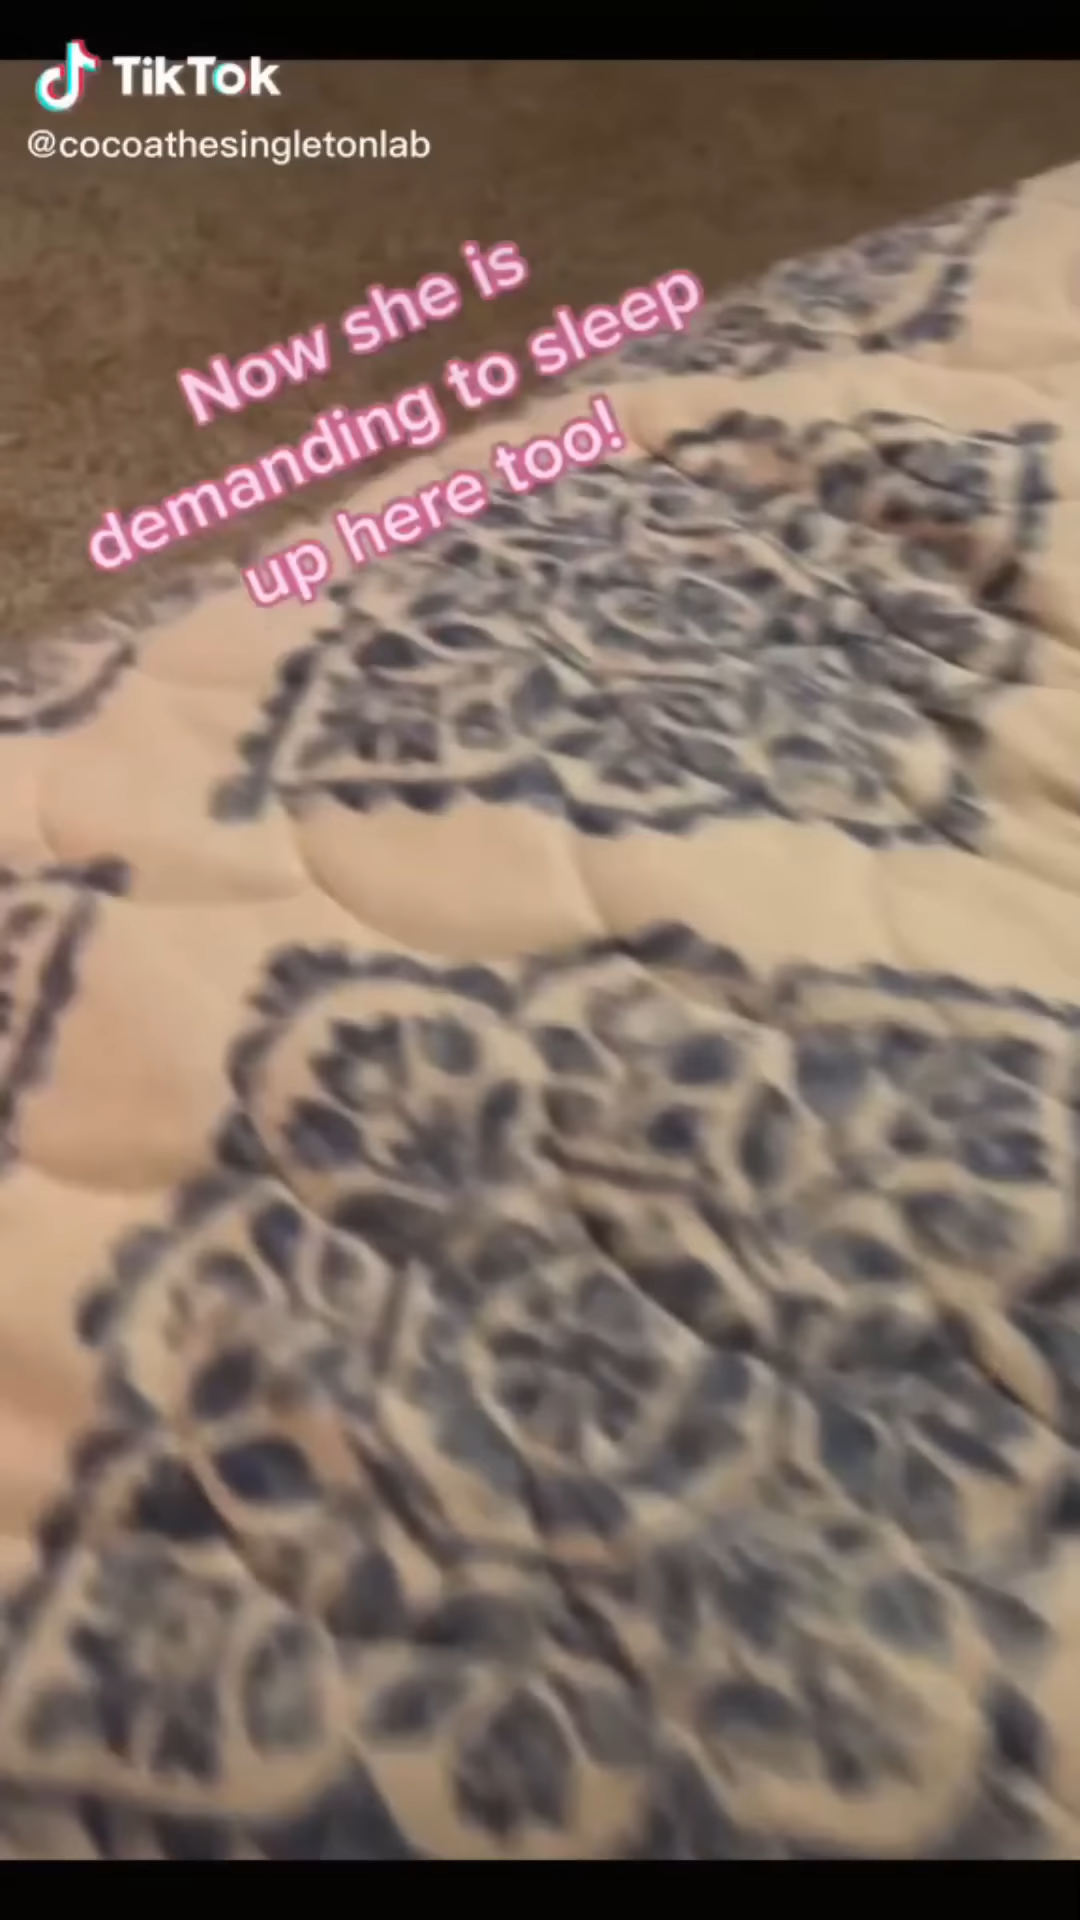 TikTok
@cocoathesingletonlab
Now she is
demanding to sleep
up here too!